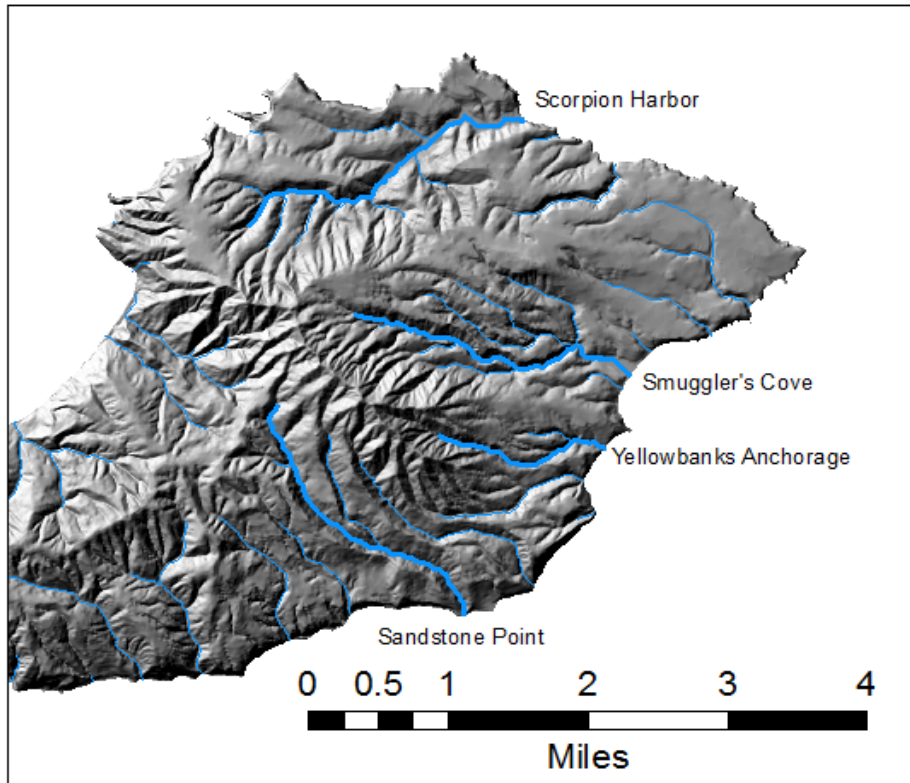 Scorpion Harbor
Smuggler's Cove
Yellowbanks Anchorage
Sandstone Point
0 0.5 1 2 3 4
Miles